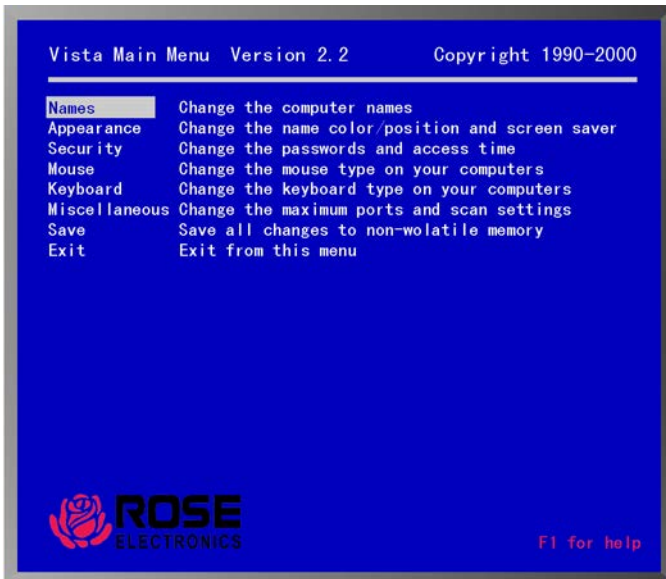 Vista Main Menu Version 2.2 Copyright 1990-2000
Names Change the computer names
Appearance Change the name color/position and screen saver
Security Change the passwords and access time
Mouse Change the mouse type on your computers
Keyboard Change the keyboard type on your computers
Miscellaneous Change the maximum ports and scan settings
Save Save all changes to non-wolatile memory
Exit Exit from this menu
ROSE
ELECTRONICS
F1 for help